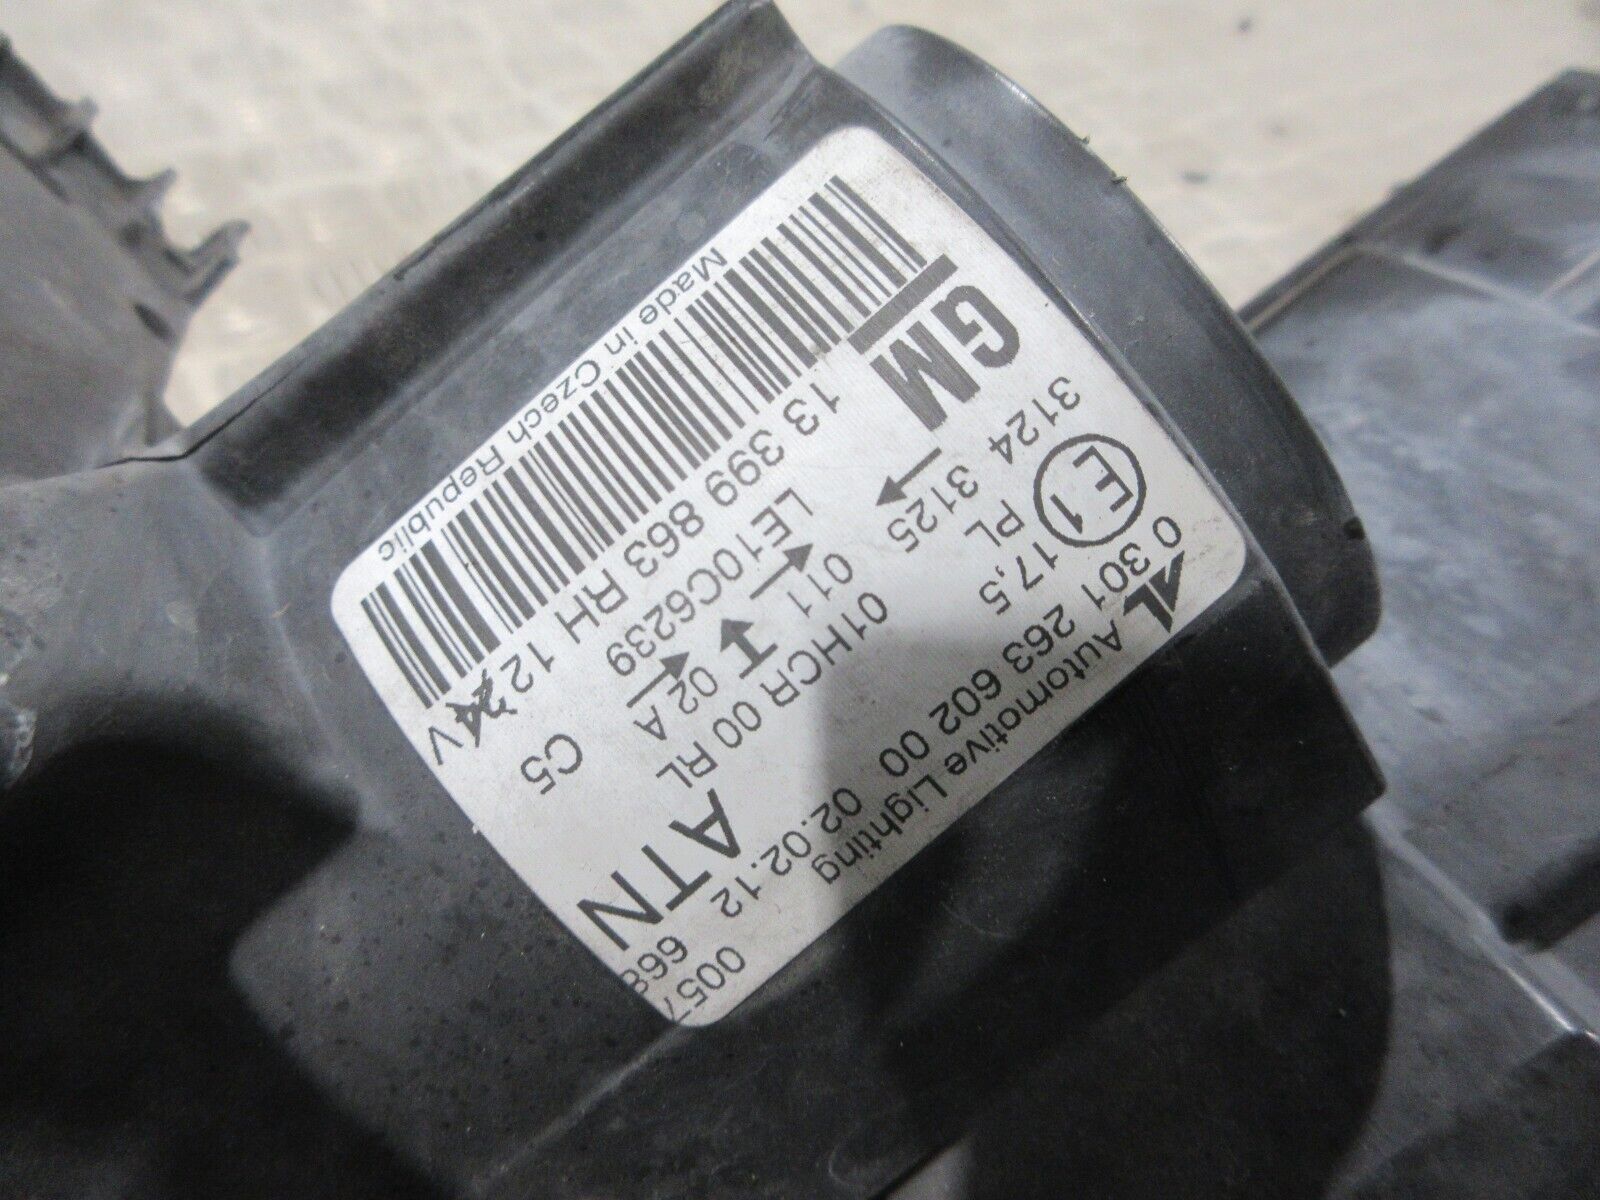 AL Automotive Lighting
0 301 263 602 00 02.02.12 668
0057
E1 17,5
PL
3124 3125
01HCR 00 RL
ATN
011 02 A
GM
LE10C6239 C5
13 399 863 RH 12 V
Made in Czech Republic